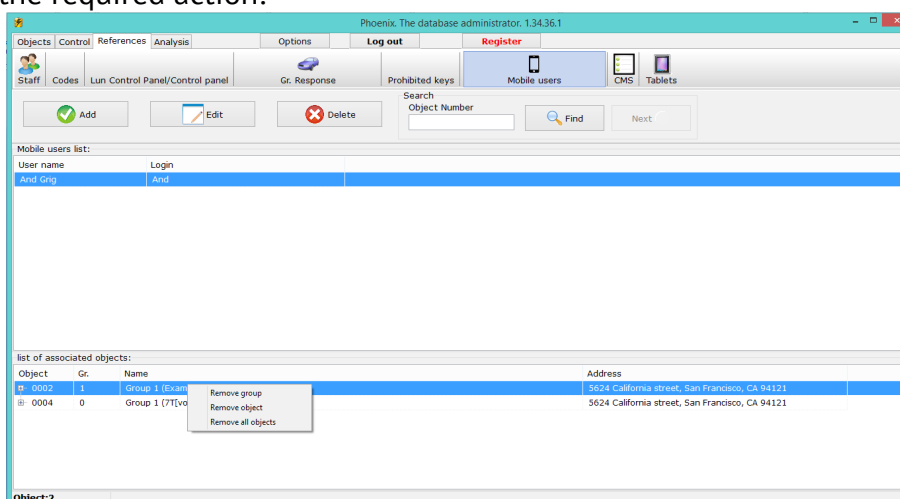 the required action:
Phoenix. The database administrator. 1.34.36.1
Objects Control References Analysis Options Log out Register
Staff Codes Lun Control Panel/Control panel Gr. Response Prohibited keys Mobile users CMS Tablets
Search
Add Edit Delete Object Number Find Next
Mobile users list:
User name Login
And Grig And
list of associated objects:
Object Gr. Name Address
0002 1 Group 1 (Exam 5624 California street, San Francisco, CA 94121
0004 0 Group 1 (7T[vo 5624 California street, San Francisco, CA 94121
Remove group
Remove object
Remove all objects
Object:2